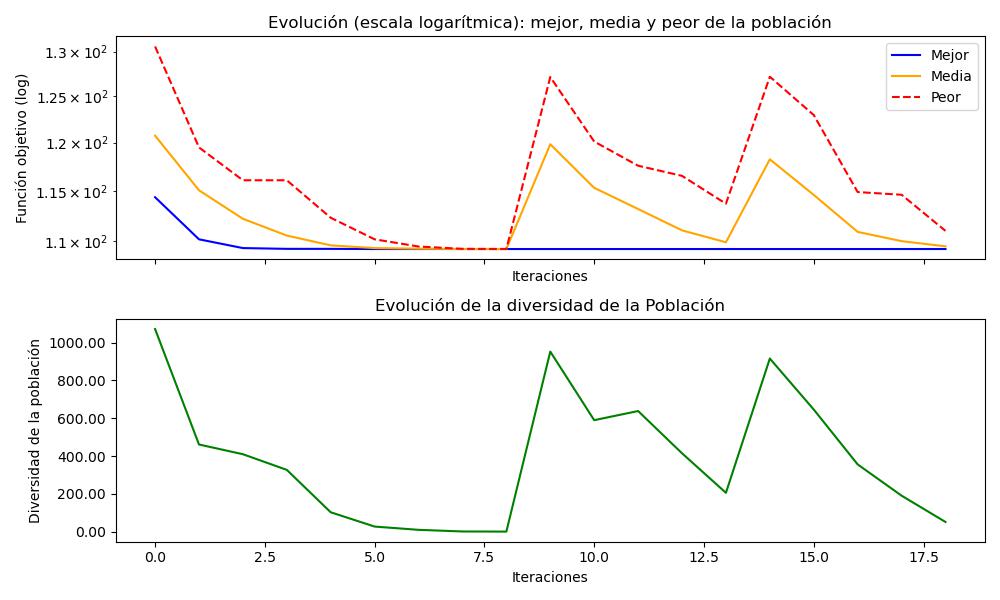 Evolución (escala logarítmica): mejor, media y peor de la población
Función objetivo (log)
1.3 × 10²
1.25 × 10²
1.2 × 10²
1.15 × 10²
1.1 × 10²
Mejor
Media
Peor
Iteraciones
Evolución de la diversidad de la Población
Diversidad de la población
1000.00
800.00
600.00
400.00
200.00
0.00
0.0 2.5 5.0 7.5 10.0 12.5 15.0 17.5
Iteraciones